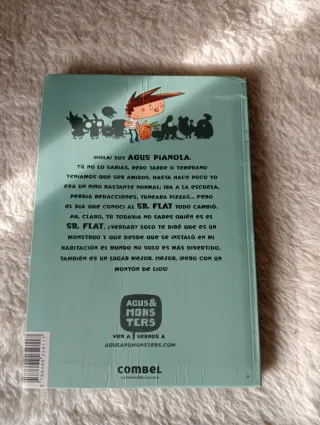 ¡HOLA! SOY AGUS PIANOLA.
TÚ NO LO SABÍAS, PERO TARDE O TEMPRANO
TENÍAMOS QUE SER AMIGOS. HASTA HACE POCO YO
ERA UN NIÑO BASTANTE NORMAL: IBA A LA ESCUELA,
PERDÍA REDACCIONES, TUNEABA PIZZAS... PERO
EL DÍA QUE CONOCÍ AL SR. FLAT TODO CAMBIÓ.
AH, CLARO, TÚ TODAVÍA NO SABES QUIÉN ES EL
SR. FLAT, ¿VERDAD? SOLO TE DIRÉ QUE ES UN
MONSTRUO Y QUE DESDE QUE SE INSTALÓ EN MI
HABITACIÓN EL MUNDO NO SOLO ES MÁS DIVERTIDO,
TAMBIÉN ES UN LUGAR MEJOR. MEJOR, ¡PERO CON UN
MONTÓN DE LÍOS!
AGUS&
MONS
TERS
VEN A VERNOS A
AGUSANDMONSTERS.COM
COMBEL